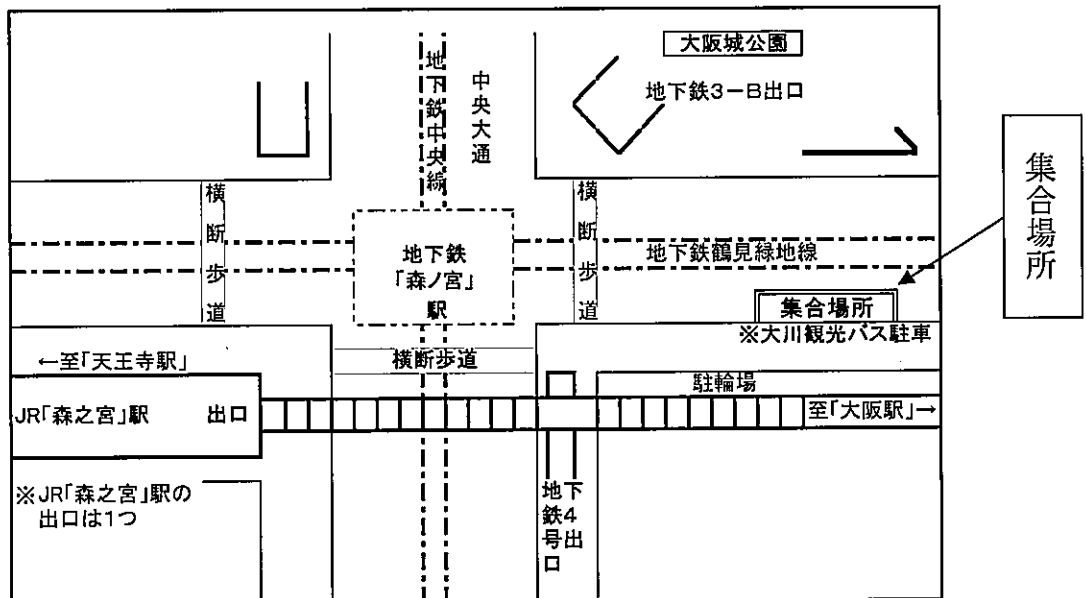 大阪城公園
地下鉄3-B出口
地下鉄中央線
中央大通
集合場所
横断歩道
横断歩道
地下鉄
「森ノ宮」
駅
地下鉄鶴見緑地線
集合場所
※大川観光バス駐車
横断歩道
←至「天王寺駅」
駐輪場
JR「森之宮」駅 出口
至「大阪駅」→
※JR「森之宮」駅の
出口は1つ
地下鉄4号出口